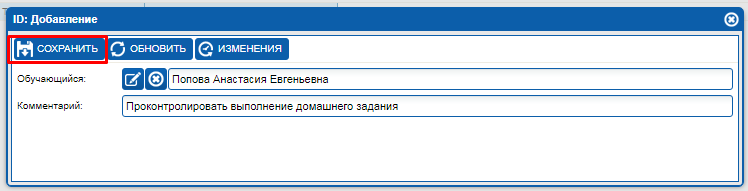 ID: Добавление
СОХРАНИТЬ ОБНОВИТЬ ИЗМЕНЕНИЯ
Обучающийся: Попова Анастасия Евгеньевна
Комментарий: Проконтролировать выполнение домашнего задания